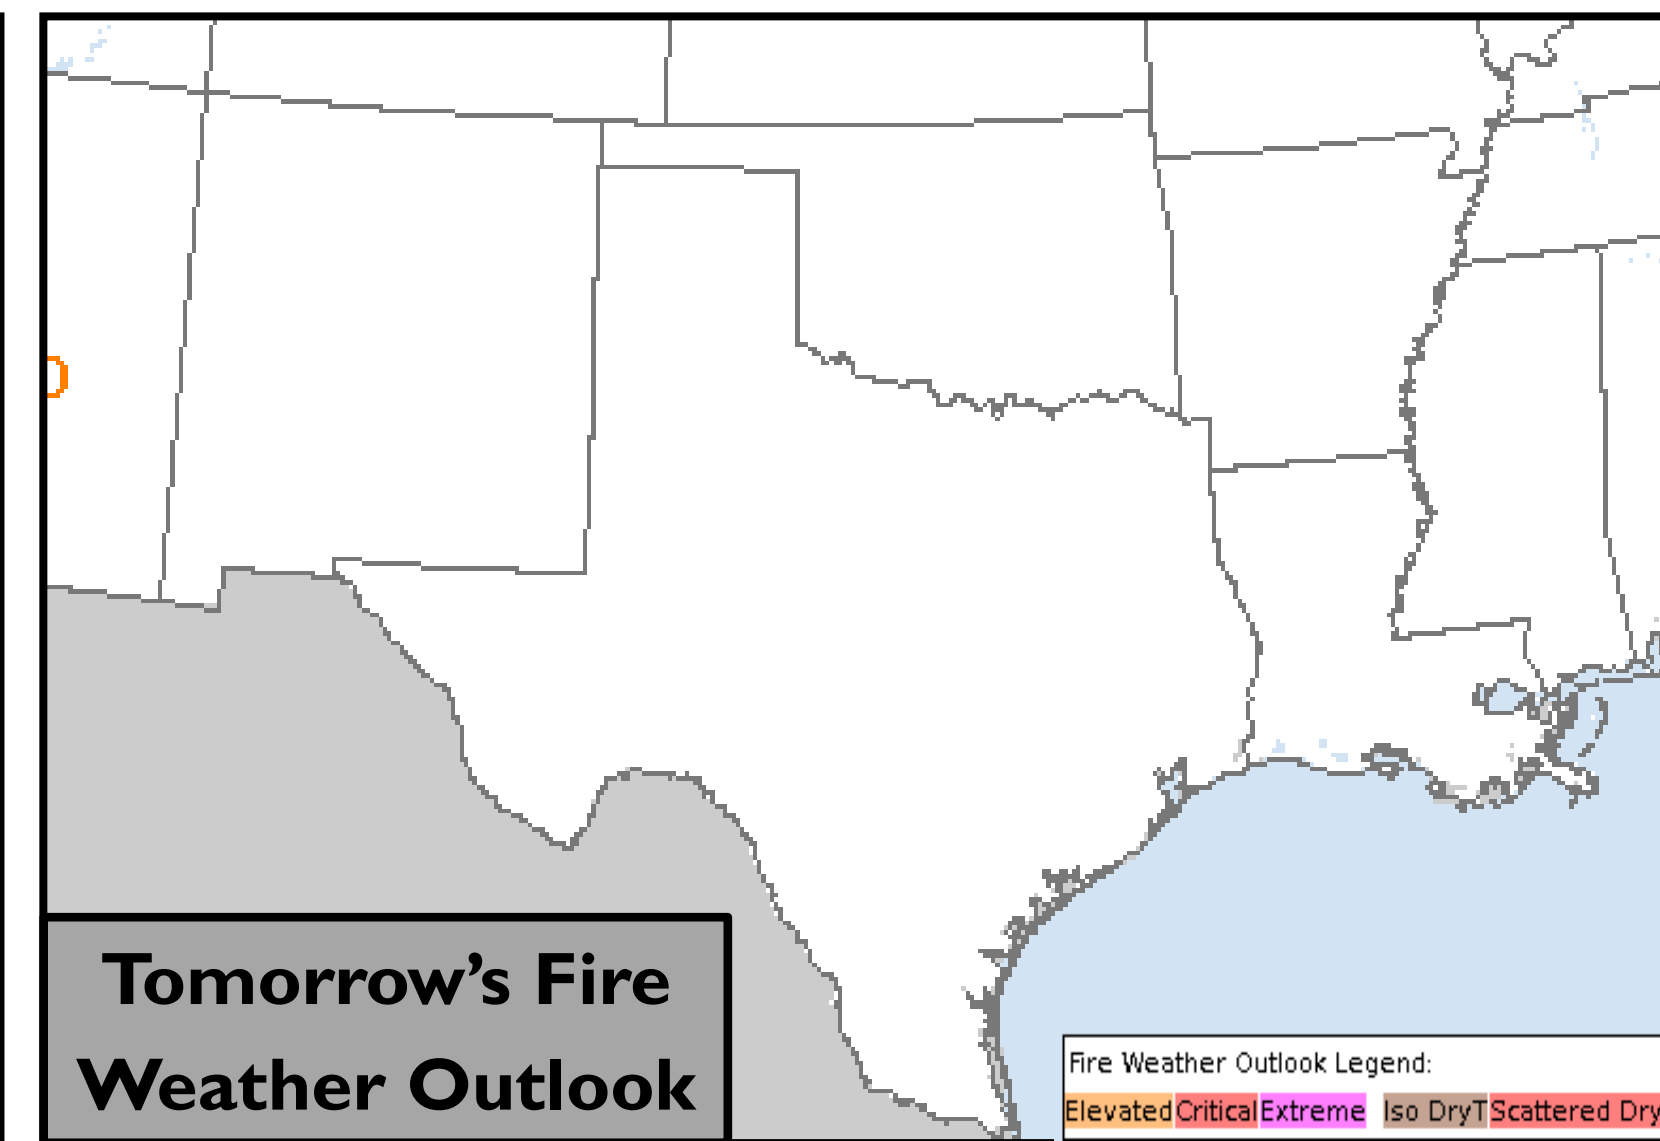 Tomorrow's Fire
Weather Outlook
Fire Weather Outlook Legend:
Elevated Critical Extreme Iso DryT Scattered Dry